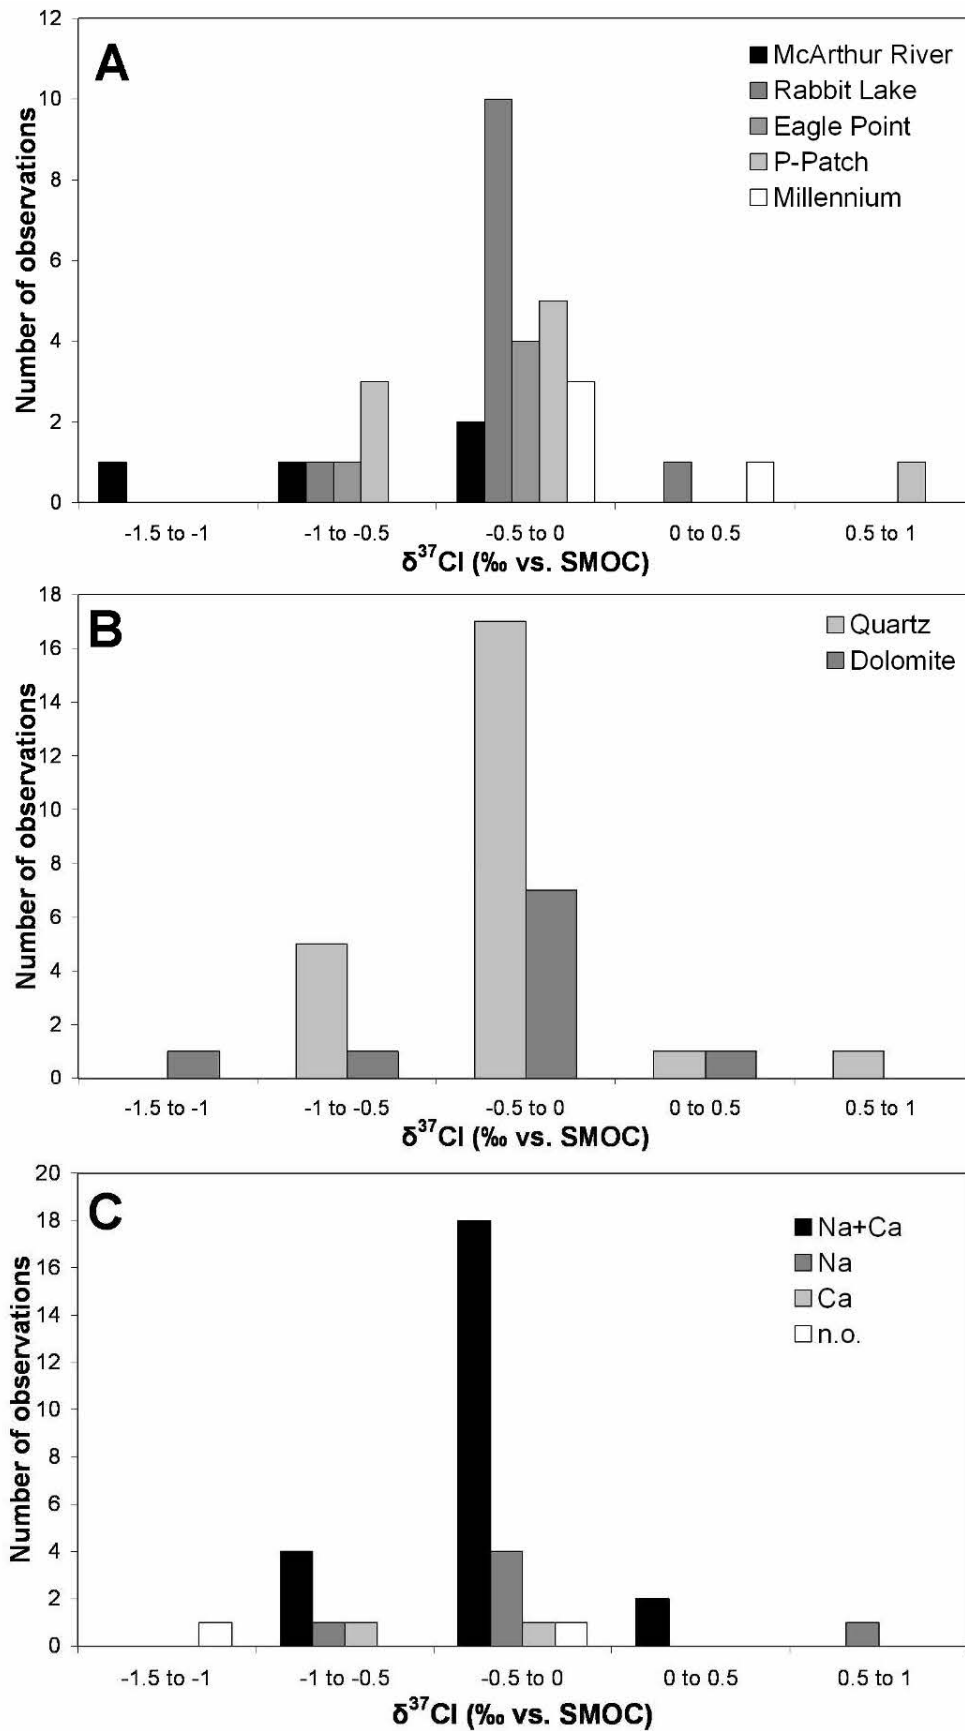 A
McArthur River
Rabbit Lake
Eagle Point
P-Patch
Millennium
Number of observations
12
10
8
6
4
2
0
-1.5 to -1 -1 to -0.5 -0.5 to 0 0 to 0.5 0.5 to 1
δ³⁷Cl (‰ vs. SMOC)
B
Quartz
Dolomite
Number of observations
18
16
14
12
10
8
6
4
2
0
-1.5 to -1 -1 to -0.5 -0.5 to 0 0 to 0.5 0.5 to 1
δ³⁷Cl (‰ vs. SMOC)
C
Na+Ca
Na
Ca
n.o.
Number of observations
20
18
16
14
12
10
8
6
4
2
0
-1.5 to -1 -1 to -0.5 -0.5 to 0 0 to 0.5 0.5 to 1
δ³⁷Cl (‰ vs. SMOC)